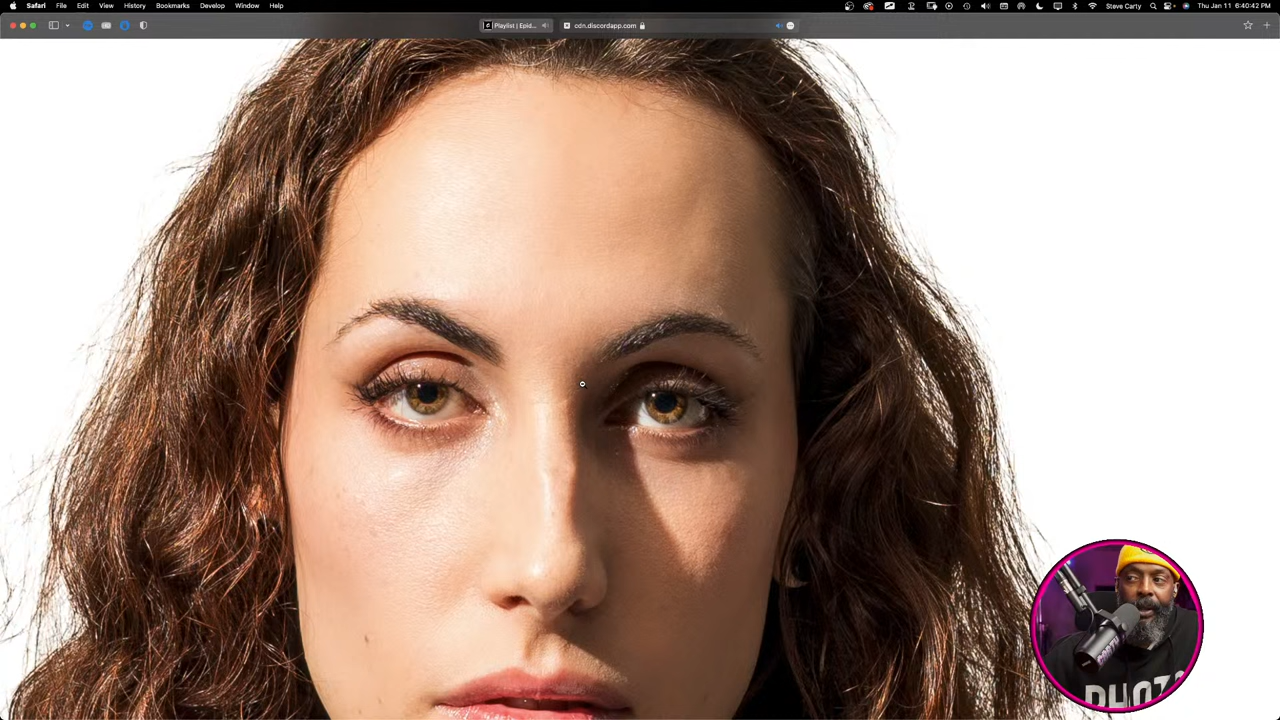 Safari File Edit View History Bookmarks Develop Window Help Steve Carty Thu Jan 11 6:40:42 PM
Playlist | Epid... cdn.discordapp.com